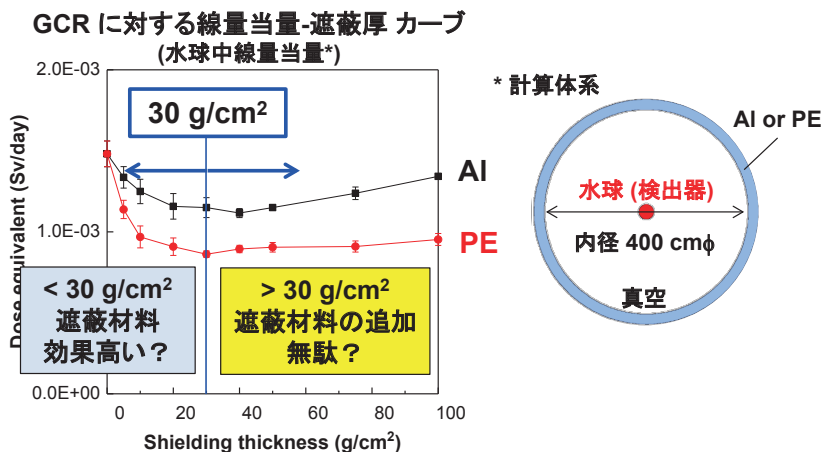 GCR に対する線量当量-遮蔽厚 カーブ
(水球中線量当量*)
2.0E-03
1.0E-03
0.0E+00
Dose equivalent (Sv/day)
30 g/cm²
Al
PE
< 30 g/cm²
遮蔽材料
効果高い？
> 30 g/cm²
遮蔽材料の追加
無駄？
0 20 40 60 80 100
Shielding thickness (g/cm²)
* 計算体系
Al or PE
水球 (検出器)
内径 400 cmϕ
真空